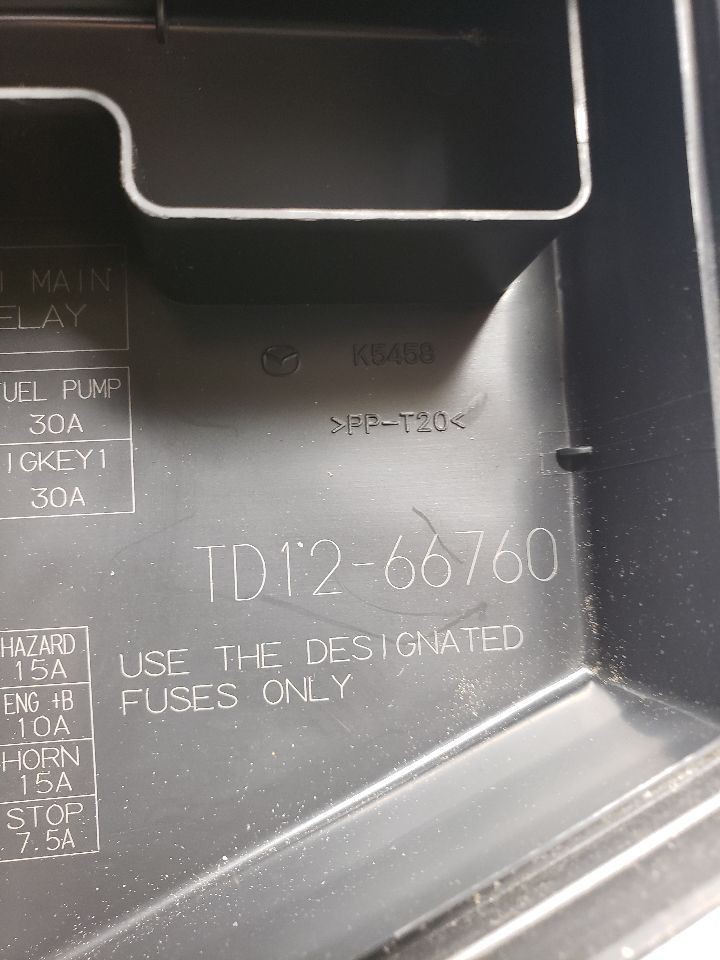 MAIN
ELAY
FUEL PUMP
30A
IGKEY1
30A
K5458
>PP-T20<
TD12-66760
USE THE DESIGNATED
FUSES ONLY
HAZARD
15A
ENG +B
10A
HORN
15A
STOP
7.5A